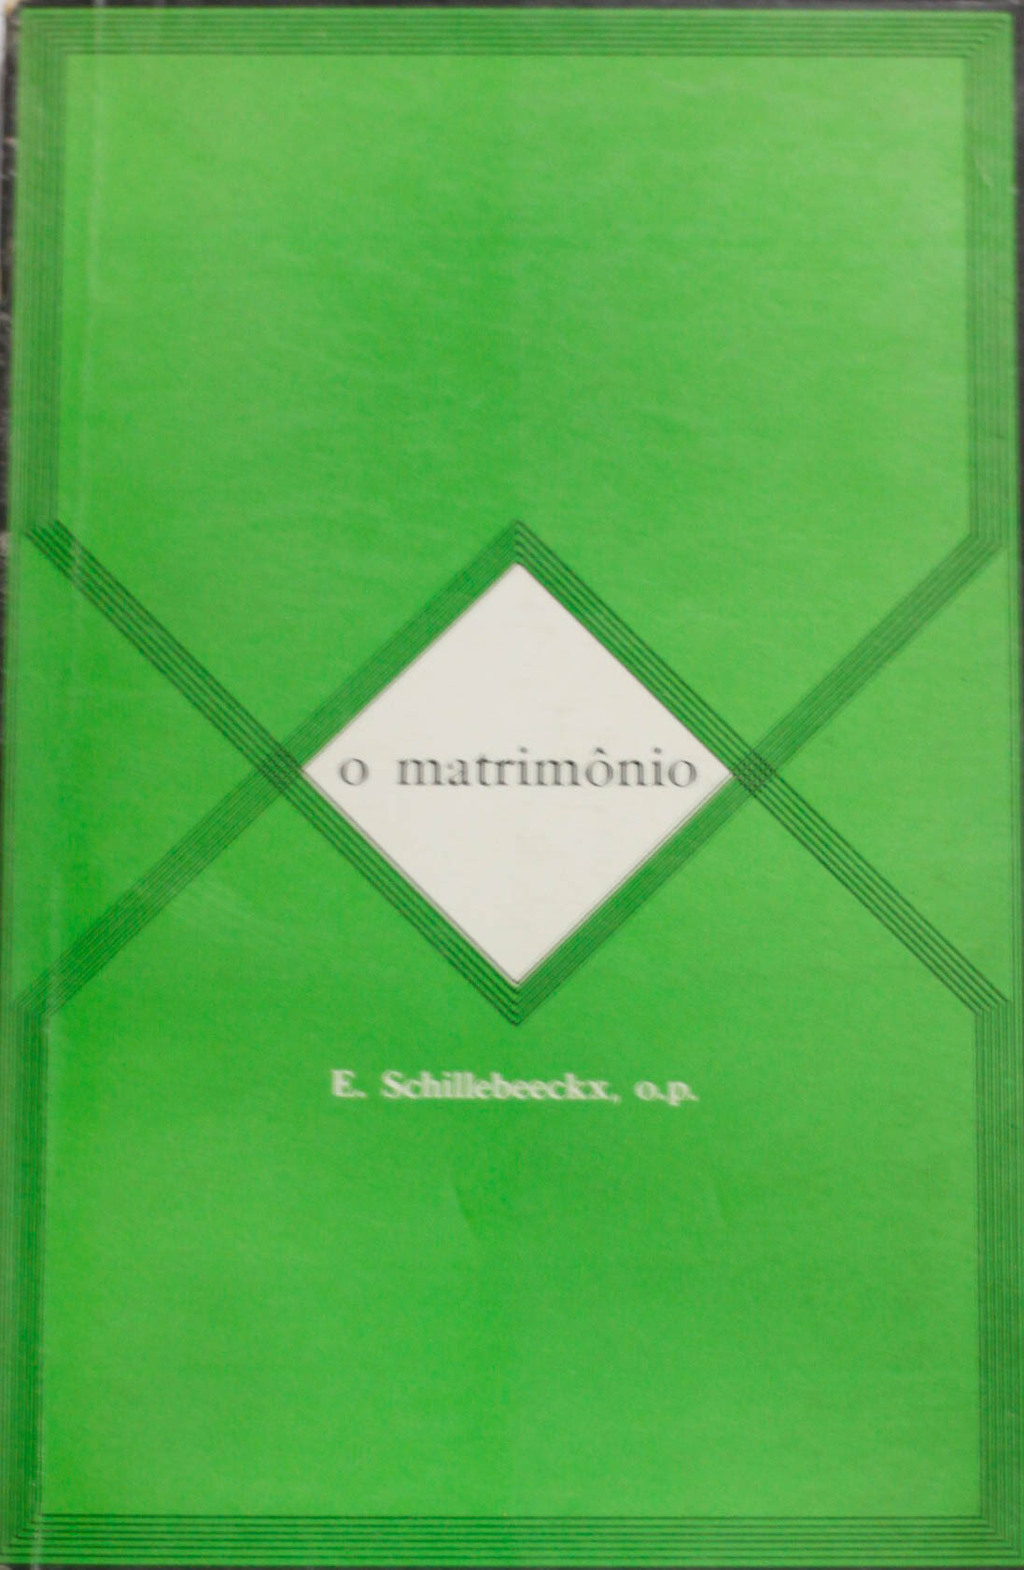 o matrimônio
E. Schillebeeckx, o.p.